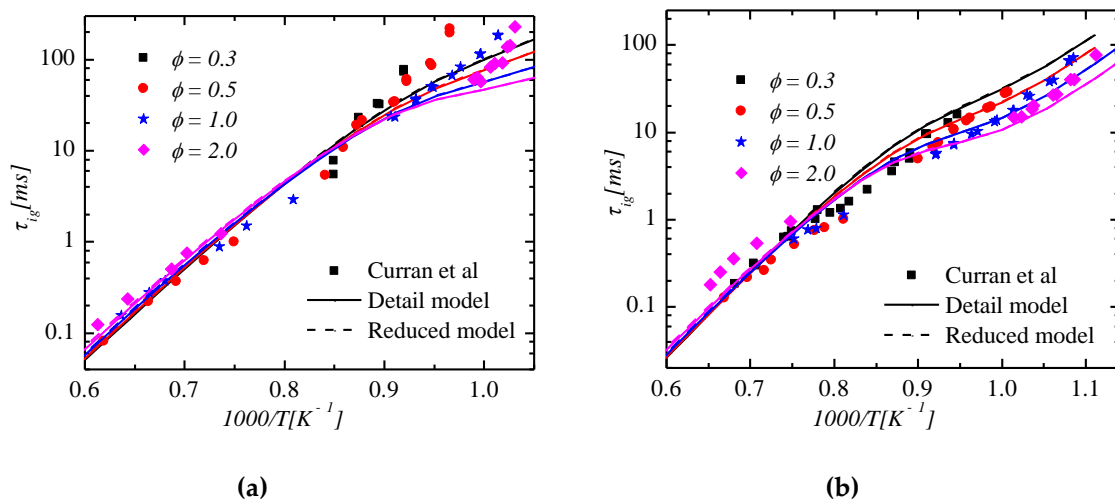 100
10
1
0.1
τig[ms]
ϕ = 0.3
ϕ = 0.5
ϕ = 1.0
ϕ = 2.0
Curran et al
Detail model
Reduced model
0.6 0.7 0.8 0.9 1.0
1000/T[K⁻¹]
(a)
100
10
1
0.1
τig[ms]
ϕ = 0.3
ϕ = 0.5
ϕ = 1.0
ϕ = 2.0
Curran et al
Detail model
Reduced model
0.6 0.7 0.8 0.9 1.0 1.1
1000/T[K⁻¹]
(b)